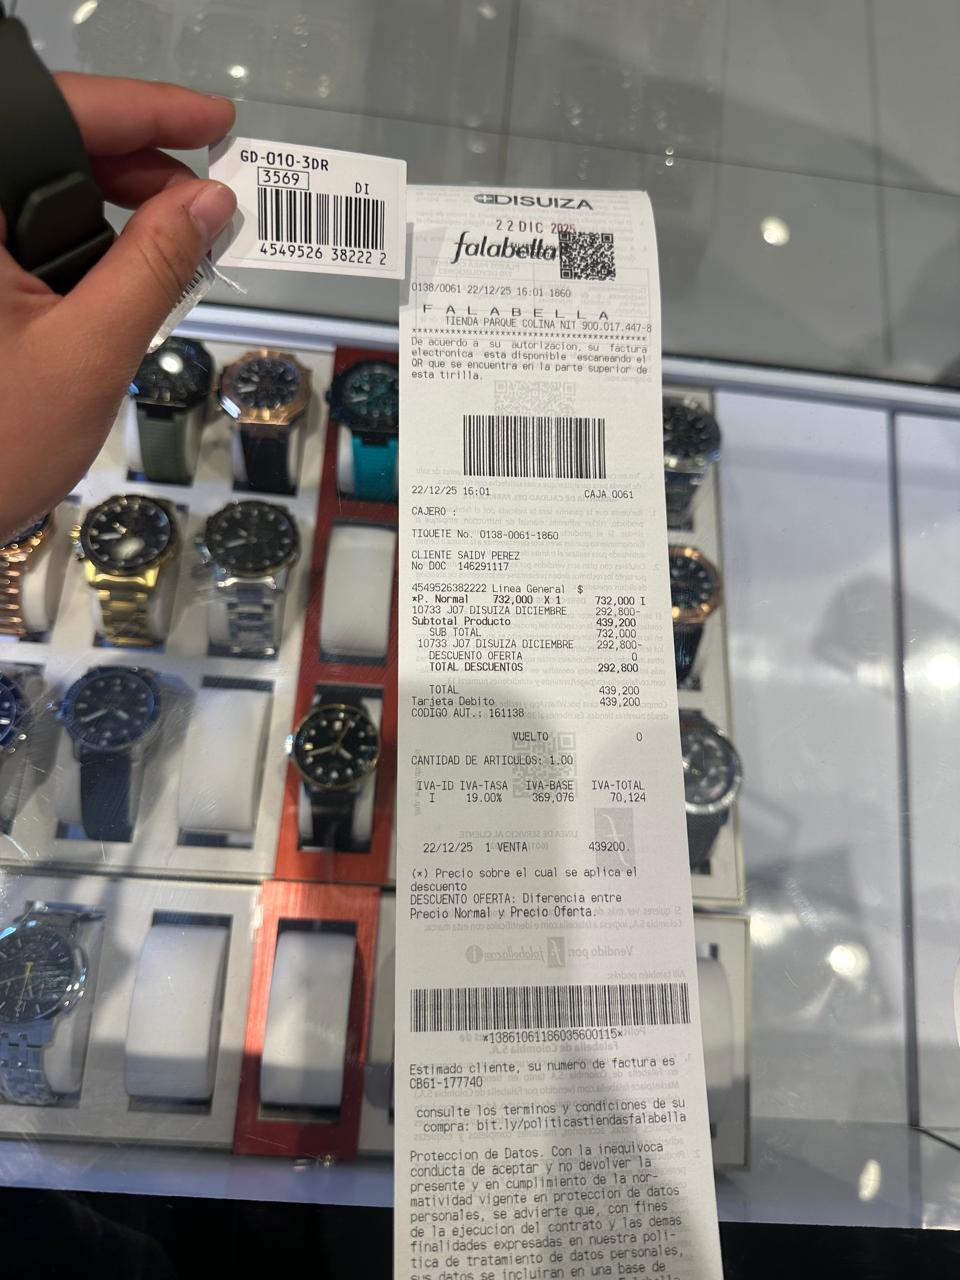 GD-010-3DR
3569
DI
4549526 38222 2
DISUIZA
22 DIC 2025
falabella
0138/0061 22/12/25 16:01 1860
F A L A B E L L A
TIENDA PARQUE COLINA NIT 900.017.447-8
De acuerdo a su autorizacion, su factura
electronica esta disponible escaneando el
QR que se encuentra en la parte superior de
esta tirilla.
22/12/25 16:01 CAJA 0061
CAJERO :
TIQUETE No. 0138-0061-1860
CLIENTE SAIDY PEREZ
No DOC 146291117
4549526382222 Linea General $
*P. Normal 732,000 X 1 732,000 I
10733 J07 DISUIZA DICIEMBRE 292,800-
Subtotal Producto 439,200
SUB TOTAL 732,000
10733 J07 DISUIZA DICIEMBRE 292,800-
DESCUENTO OFERTA 0
TOTAL DESCUENTOS 292,800
TOTAL 439,200
Tarjeta Debito 439,200
CODIGO AUT.: 161138
VUELTO 0
CANTIDAD DE ARTICULOS: 1.00
IVA-ID IVA-TASA IVA-BASE IVA-TOTAL
I 19.00% 369,076 70,124
22/12/25 1 VENTA 439200.
(*) Precio sobre el cual se aplica el
descuento
DESCUENTO OFERTA: Diferencia entre
Precio Normal y Precio Oferta.
*13861061186035600115*
Estimado cliente, su numero de factura es
CB61-177740
consulte los terminos y condiciones de su
compra: bit.ly/politicastiendasfalabella
Proteccion de Datos. Con la inequivoca
conducta de aceptar y no devolver la
presente y en cumplimiento de la nor-
matividad vigente en proteccion de datos
personales, se advierte que, con fines
de la ejecucion del contrato y las demas
finalidades expresadas en nuestra poli-
tica de tratamiento de datos personales,
sus datos se incluiran en una base de